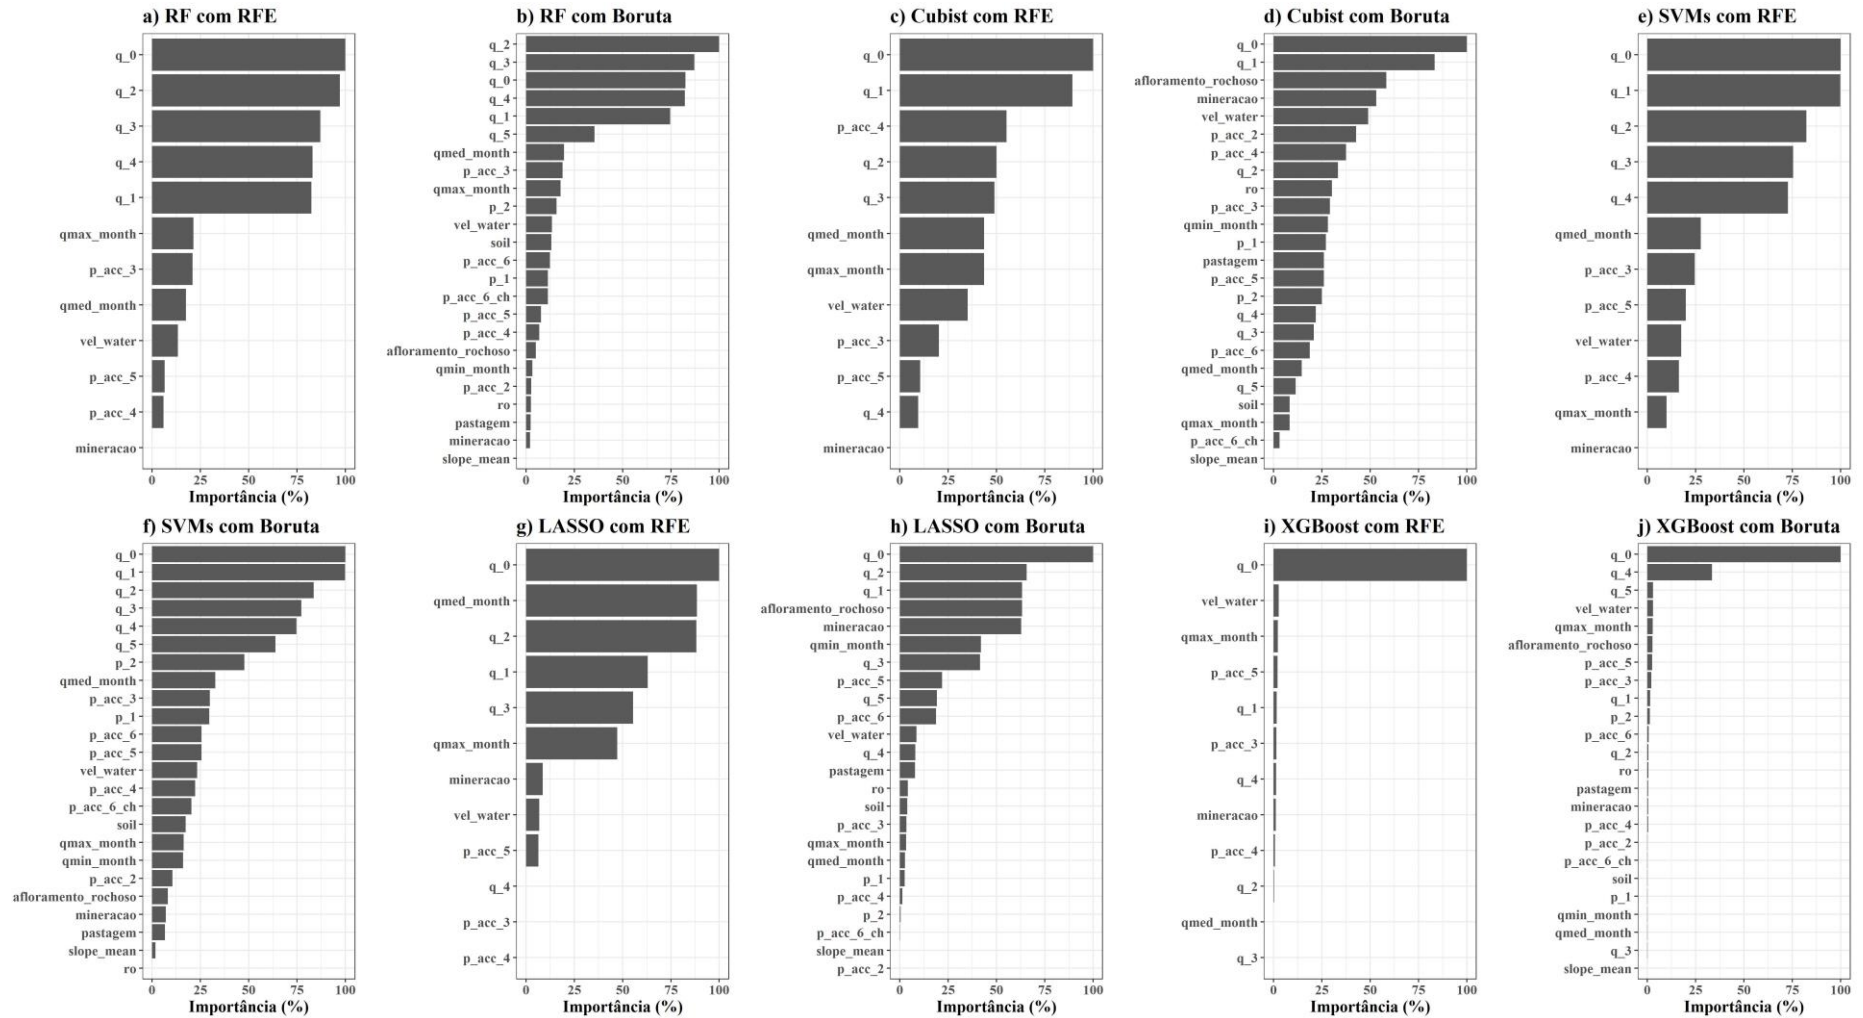 a) RF com RFE
q_0
q_2
q_3
q_4
q_1
qmax_month
p_acc_3
qmed_month
vel_water
p_acc_5
p_acc_4
mineracao
0 25 50 75 100
Importância (%)
b) RF com Boruta
q_2
q_3
q_0
q_4
q_1
q_5
qmed_month
p_acc_3
qmax_month
p_2
vel_water
soil
p_acc_6
p_1
p_acc_6_ch
p_acc_5
p_acc_4
afloramento_rochoso
qmin_month
p_acc_2
ro
pastagem
mineracao
slope_mean
0 25 50 75 100
Importância (%)
c) Cubist com RFE
q_0
q_1
p_acc_4
q_2
q_3
qmed_month
qmax_month
vel_water
p_acc_3
p_acc_5
q_4
mineracao
0 25 50 75 100
Importância (%)
d) Cubist com Boruta
q_0
q_1
afloramento_rochoso
mineracao
vel_water
p_acc_2
p_acc_4
q_2
ro
p_acc_3
qmin_month
p_1
pastagem
p_acc_5
p_2
q_4
q_3
p_acc_6
qmed_month
q_5
soil
qmax_month
p_acc_6_ch
slope_mean
0 25 50 75 100
Importância (%)
e) SVMs com RFE
q_0
q_1
q_2
q_3
q_4
qmed_month
p_acc_3
p_acc_5
vel_water
p_acc_4
qmax_month
mineracao
0 25 50 75 100
Importância (%)
f) SVMs com Boruta
q_0
q_1
q_2
q_3
q_4
q_5
p_2
qmed_month
p_acc_3
p_1
p_acc_6
p_acc_5
vel_water
p_acc_4
p_acc_6_ch
soil
qmax_month
qmin_month
p_acc_2
afloramento_rochoso
mineracao
pastagem
slope_mean
ro
0 25 50 75 100
Importância (%)
g) LASSO com RFE
q_0
qmed_month
q_2
q_1
q_3
qmax_month
mineracao
vel_water
p_acc_5
q_4
p_acc_3
p_acc_4
0 25 50 75 100
Importância (%)
h) LASSO com Boruta
q_0
q_2
q_1
afloramento_rochoso
mineracao
qmin_month
q_3
p_acc_5
q_5
p_acc_6
vel_water
q_4
pastagem
ro
soil
p_acc_3
qmax_month
qmed_month
p_1
p_acc_4
p_2
p_acc_6_ch
slope_mean
p_acc_2
0 25 50 75 100
Importância (%)
i) XGBoost com RFE
q_0
vel_water
qmax_month
p_acc_5
q_1
p_acc_3
q_4
mineracao
p_acc_4
q_2
qmed_month
q_3
0 25 50 75 100
Importância (%)
j) XGBoost com Boruta
q_0
q_4
q_5
vel_water
qmax_month
afloramento_rochoso
p_acc_5
p_acc_3
q_1
p_2
p_acc_6
q_2
ro
pastagem
mineracao
p_acc_4
p_acc_2
p_acc_6_ch
soil
p_1
qmin_month
qmed_month
q_3
slope_mean
0 25 50 75 100
Importância (%)